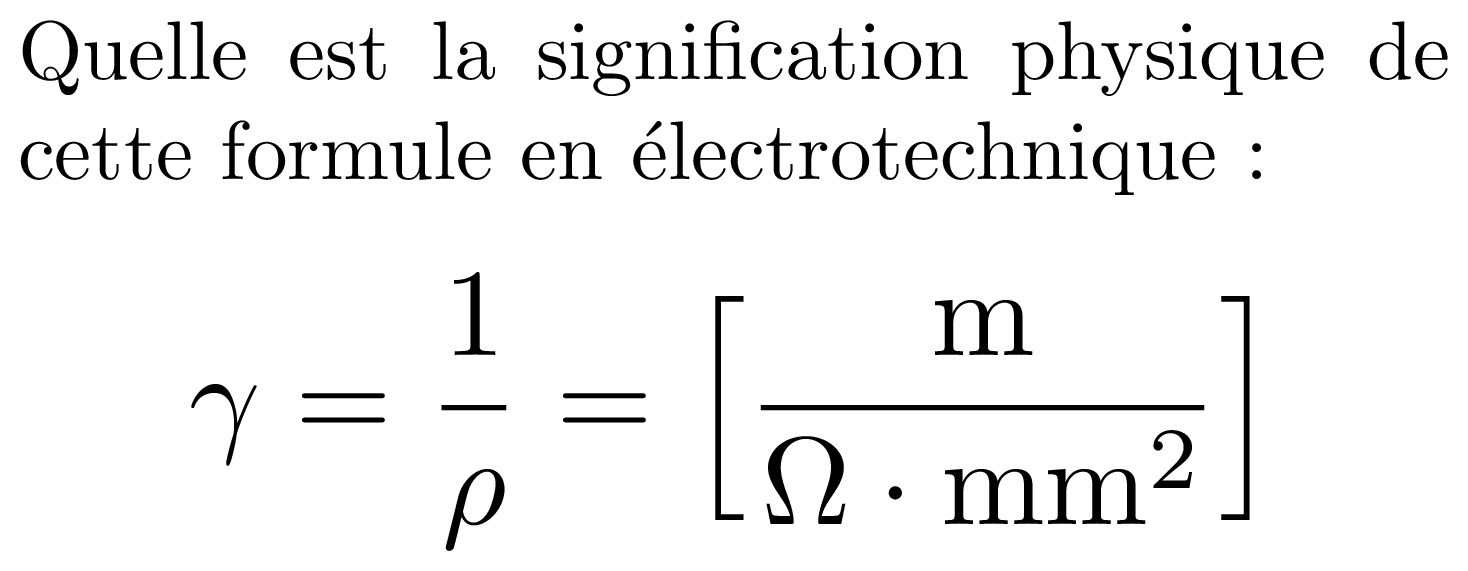 Quelle est la signification physique de
cette formule en électrotechnique :
γ = 1/ρ = [m/(Ω · mm²)]